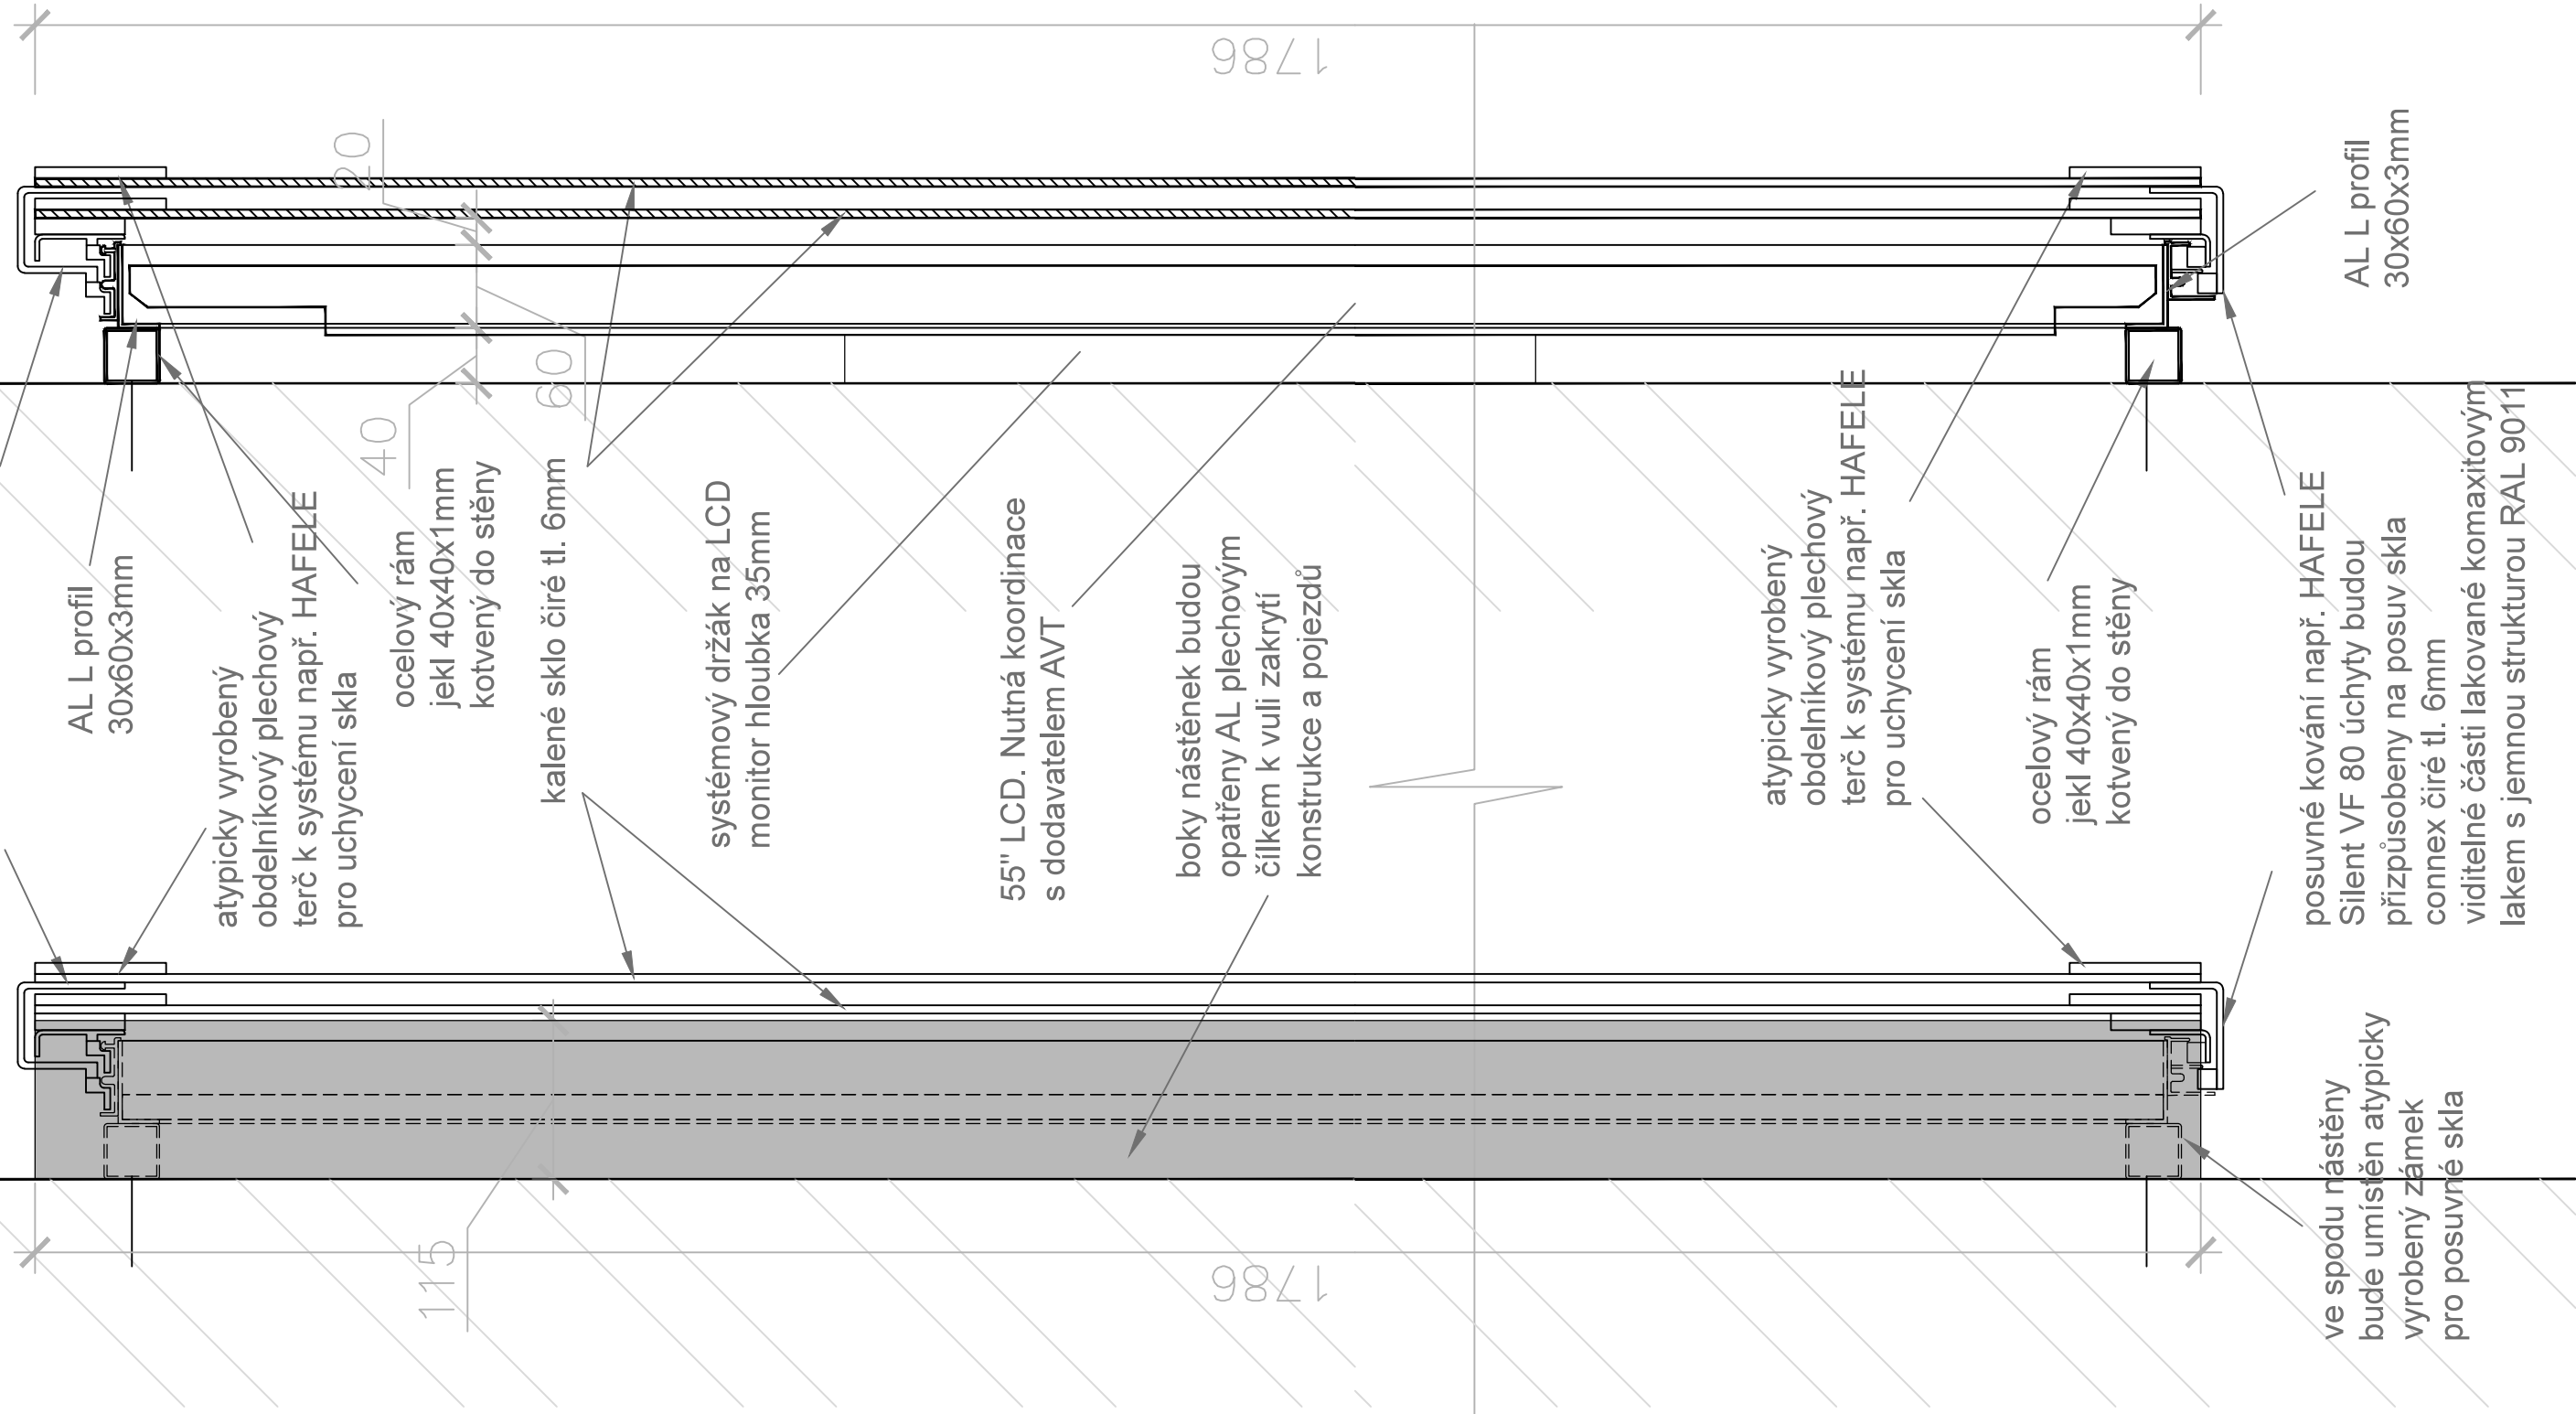 1786
20
60
40
AL L profil
30x60x3mm
atypicky vyrobený
obdelníkový plechový
terč k systému např. HAFELE
pro uchycení skla
ocelový rám
jekl 40x40x1mm
kotvený do stěny
kalené sklo čiré tl. 6mm
systémový držák na LCD
monitor hloubka 35mm
55" LCD. Nutná koordinace
s dodavatelem AVT
boky nástěnek budou
opatřeny AL plechovým
čílkem k vuli zakrytí
konstrukce a pojezdů
atypicky vyrobený
obdelníkový plechový
terč k systému např. HAFELE
pro uchycení skla
ocelový rám
jekl 40x40x1mm
kotvený do stěny
AL L profil
30x60x3mm
posuvné kování např. HAFELE
Silent VF 80 úchyty budou
přizpůsobeny na posuv skla
connex čiré tl. 6mm
viditelné části lakované komaxitovým
lakem s jemnou strukturou RAL 9011
ve spodu nástěny
bude umístěn atypicky
vyrobený zámek
pro posuvné skla
115
1786